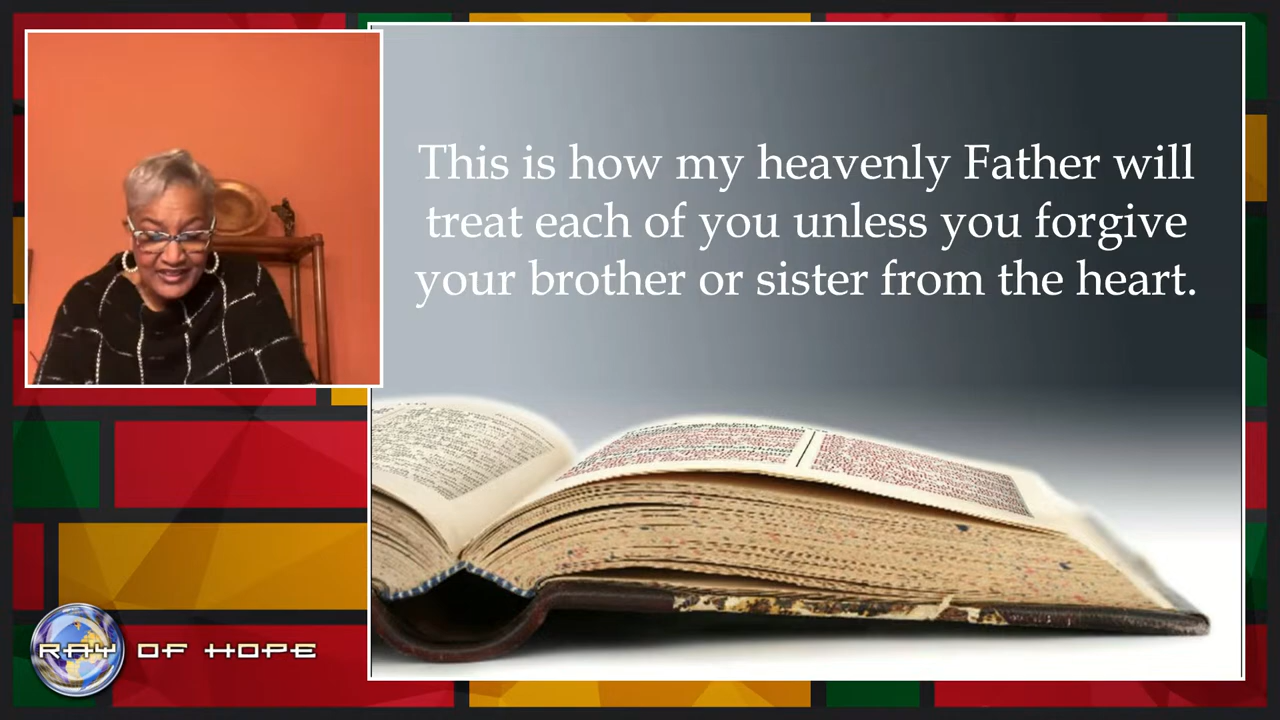 This is how my heavenly Father will
treat each of you unless you forgive
your brother or sister from the heart.
RAY OF HOPE